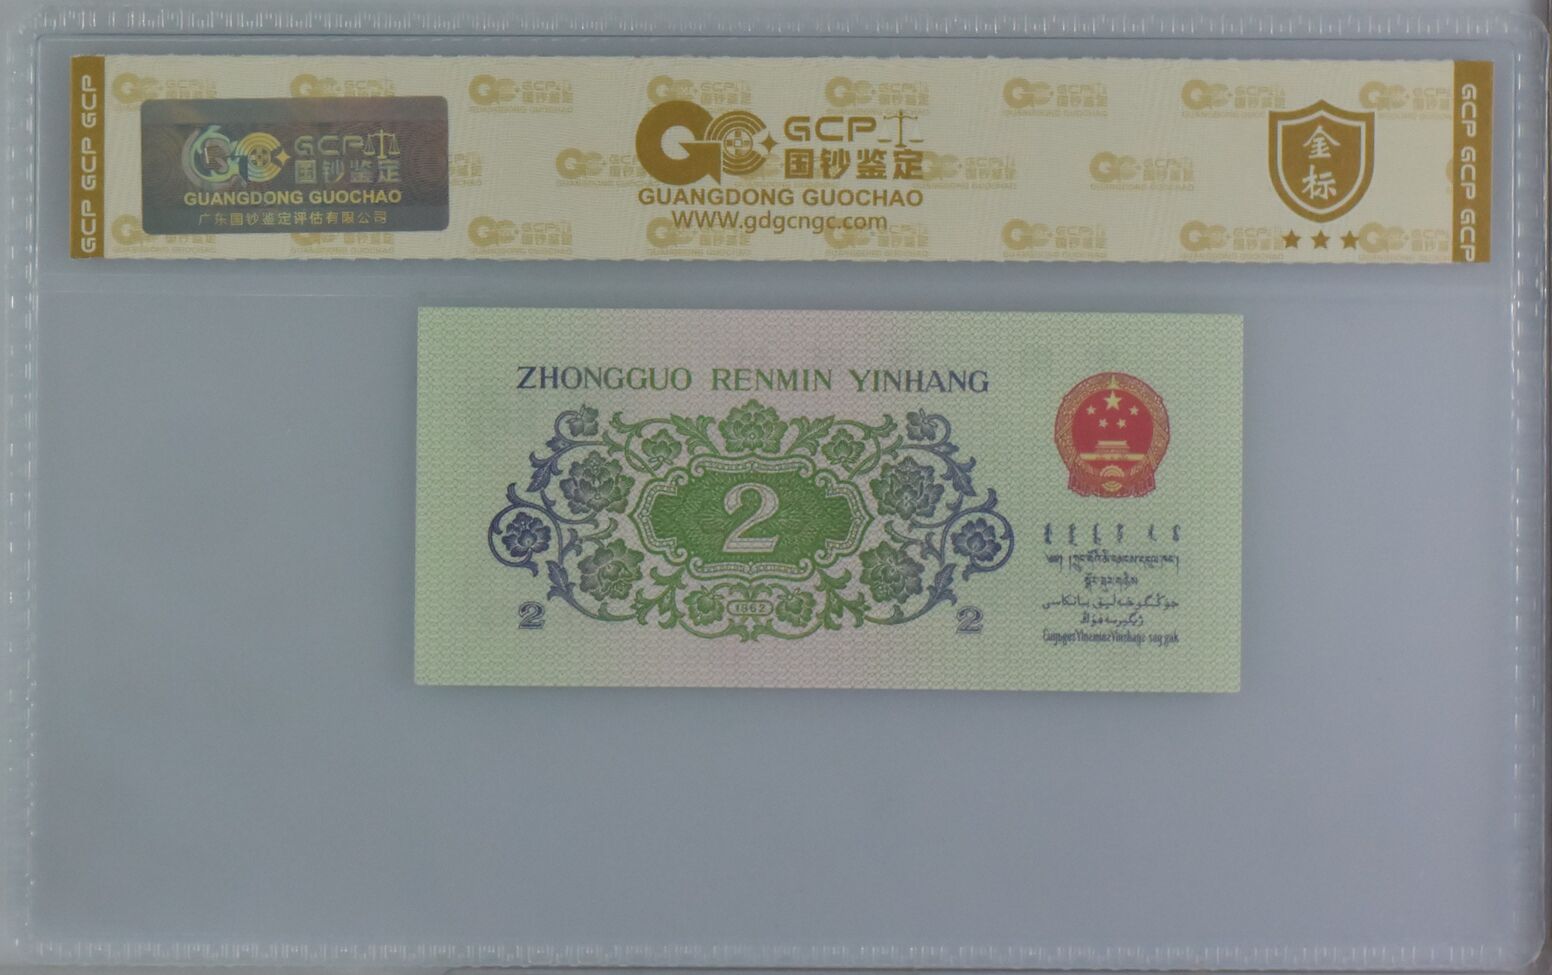 GCP GCP GCP
GCP
国钞鉴定
GUANGDONG GUOCHAO
广东国钞鉴定评估有限公司
GCP
国钞鉴定
GUANGDONG GUOCHAO
WWW.gdgcngc.com
金标
GCP GCP GCP
ZHONGGUO RENMIN YINHANG
2
1962
2
2